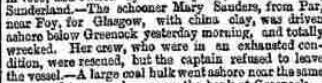 Sunderland.—The schooner Mary Sanders, from Par,
near Foy, for Glasgow, with china clay, was driven
ashore below Greenock yesterday morning, and totally
wrecked. Her crew, who were in an exhausted con-
dition, were rescued, but the captain refused to leave
the vessel.—A large coal hulk went ashore near the same